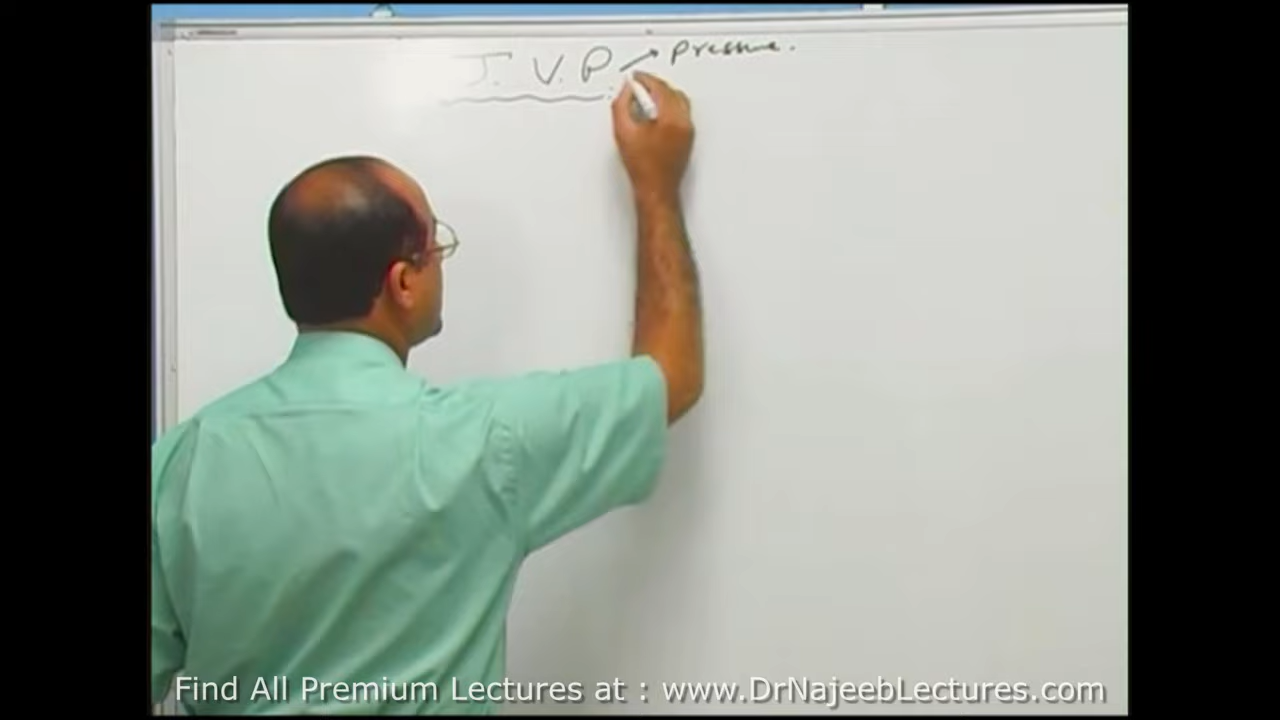 J. V. P → Pressure.
Find All Premium Lectures at : www.DrNajeebLectures.com